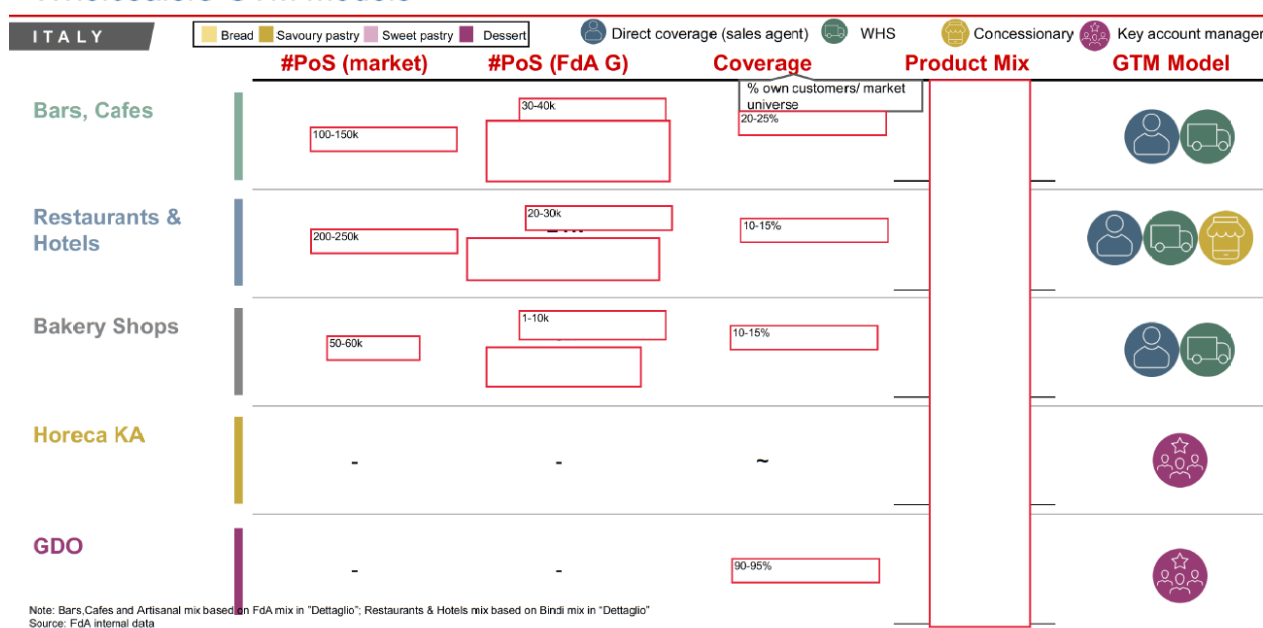 ITALY
Bread Savoury pastry Sweet pastry Dessert
Direct coverage (sales agent) WHS Concessionary Key account manager
#PoS (market) #PoS (FdA G) Coverage Product Mix GTM Model
% own customers/ market
universe
Bars, Cafes
100-150k
30-40k
20-25%
Restaurants &
Hotels
200-250k
20-30k
10-15%
Bakery Shops
50-60k
1-10k
10-15%
Horeca KA
- - ~
GDO
- - 90-95%
Note: Bars,Cafes and Artisanal mix based on FdA mix in "Dettaglio"; Restaurants & Hotels mix based on Bindi mix in "Dettaglio"
Source: FdA internal data